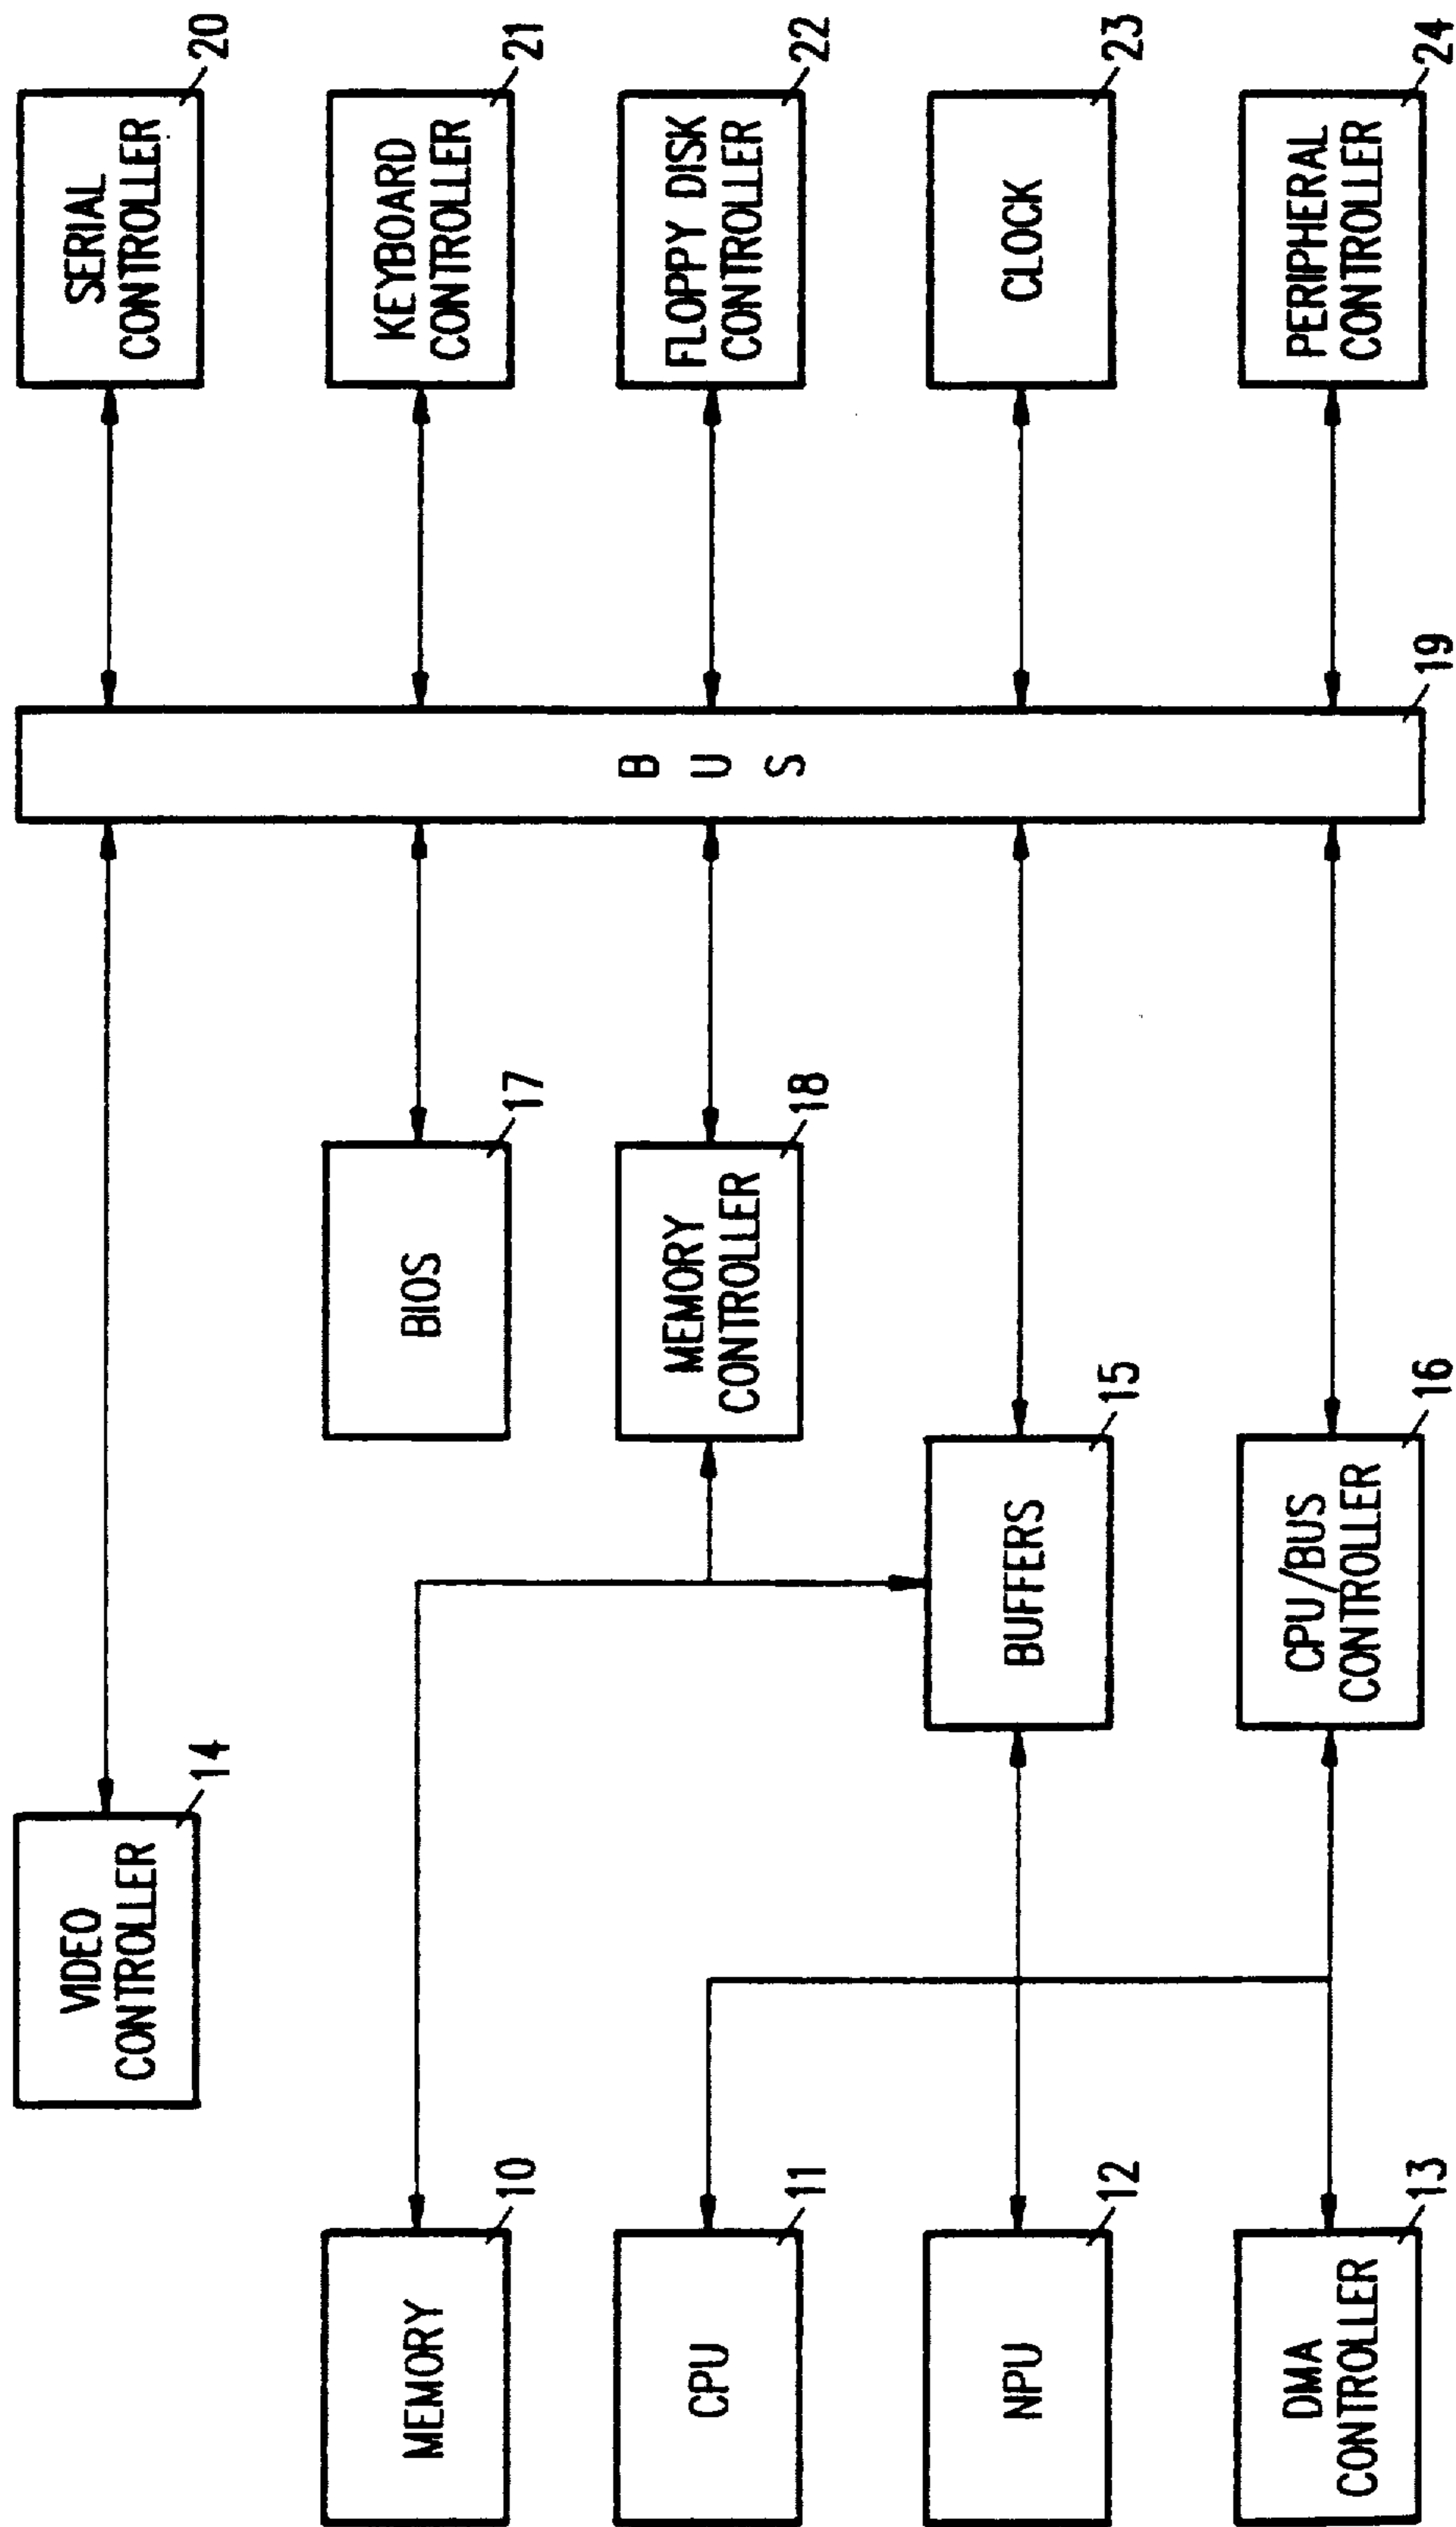 VIDEO
CONTROLLER
14
SERIAL
CONTROLLER
20
MEMORY
10
BIOS
17
KEYBOARD
CONTROLLER
21
CPU
11
MEMORY
CONTROLLER
18
B
U
S
19
FLOPPY DISK
CONTROLLER
22
NPU
12
BUFFERS
15
CLOCK
23
DMA
CONTROLLER
13
CPU/BUS
CONTROLLER
16
PERIPHERAL
CONTROLLER
24